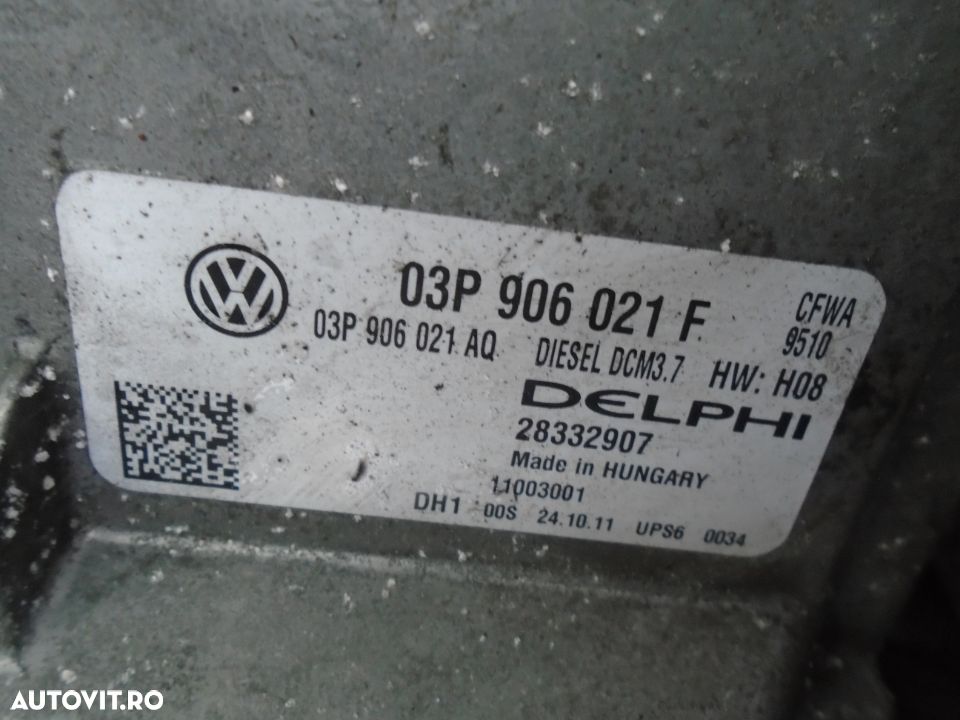 03P 906 021 F CFWA
03P 906 021 AQ DIESEL DCM3.7 HW: H08 9510
DELPHI
28332907
Made in HUNGARY
11003001
DH1 00S 24.10.11 UPS6 0034
AUTOVIT.RO